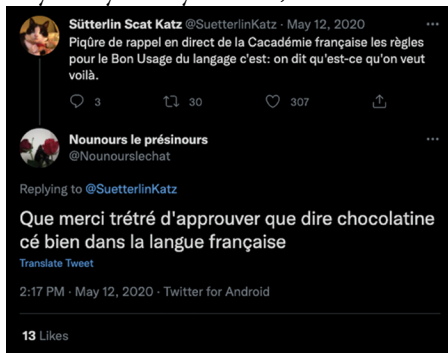 Sütterlin Scat Katz @SuetterlinKatz · May 12, 2020
Piqûre de rappel en direct de la Cacadémie française les règles
pour le Bon Usage du langage c'est: on dit qu'est-ce qu'on veut
voilà.
3 30 307
Nounours le présinours
@Nounourslechat
Replying to @SuetterlinKatz
Que merci trétré d'approuver que dire chocolatine
cé bien dans la langue française
Translate Tweet
2:17 PM · May 12, 2020 · Twitter for Android
13 Likes